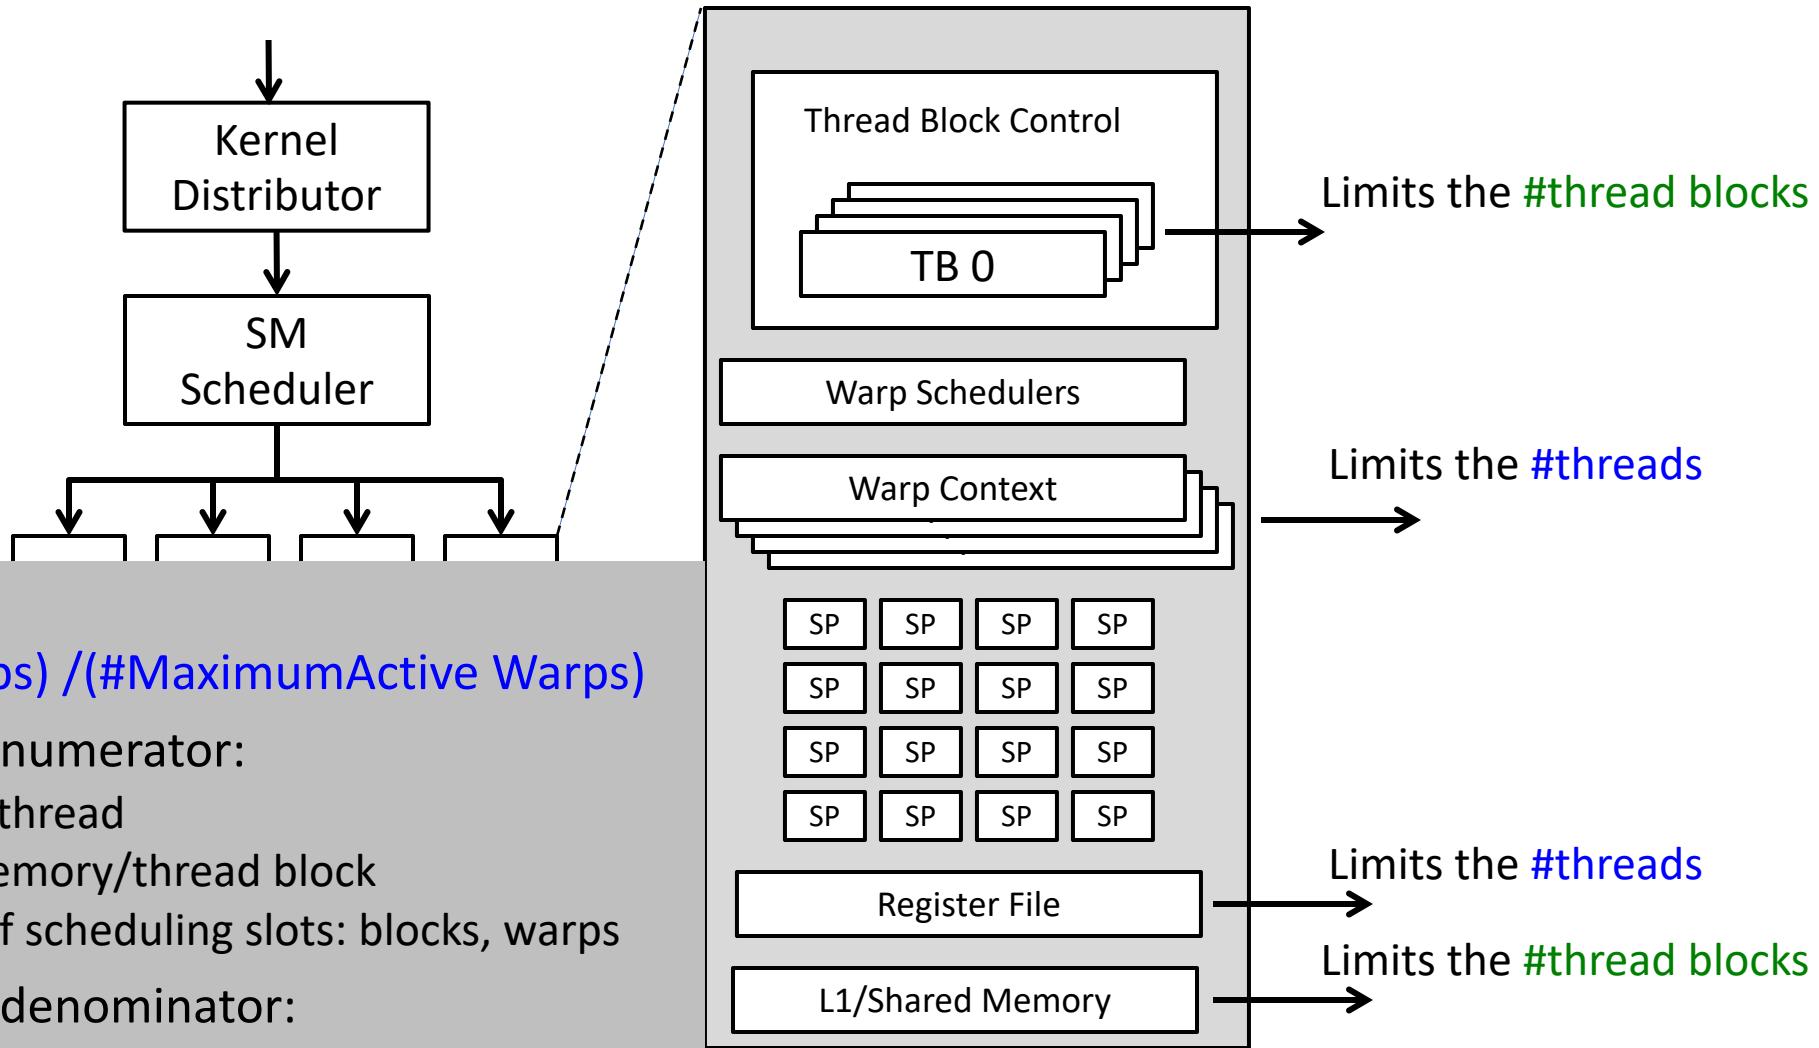 Kernel
Distributor
SM
Scheduler
Thread Block Control
TB 0
Limits the #thread blocks
Warp Schedulers
Warp Context
Limits the #threads
SP SP SP SP
SP SP SP SP
SP SP SP SP
SP SP SP SP
Register File
Limits the #threads
L1/Shared Memory
Limits the #thread blocks
ps) /(#MaximumActive Warps)
numerator:
thread
emory/thread block
f scheduling slots: blocks, warps
denominator: